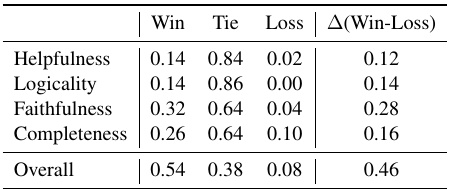 Win Tie Loss Δ(Win-Loss)
Helpfulness 0.14 0.84 0.02 0.12
Logicality 0.14 0.86 0.00 0.14
Faithfulness 0.32 0.64 0.04 0.28
Completeness 0.26 0.64 0.10 0.16
Overall 0.54 0.38 0.08 0.46